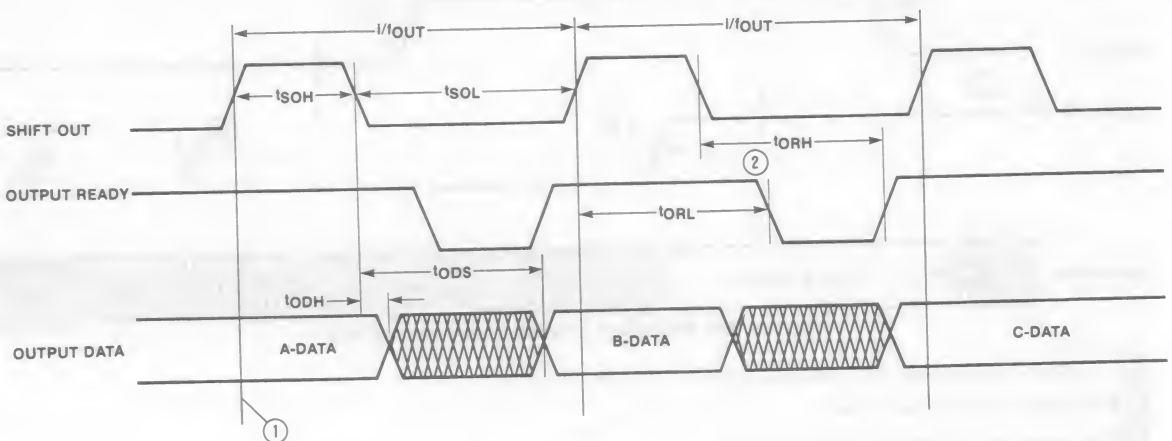 i/fOUT
i/fOUT
tSOH
tSOL
SHIFT OUT
tORH
2
OUTPUT READY
tORL
tODS
tODH
OUTPUT DATA
A-DATA
B-DATA
C-DATA
1